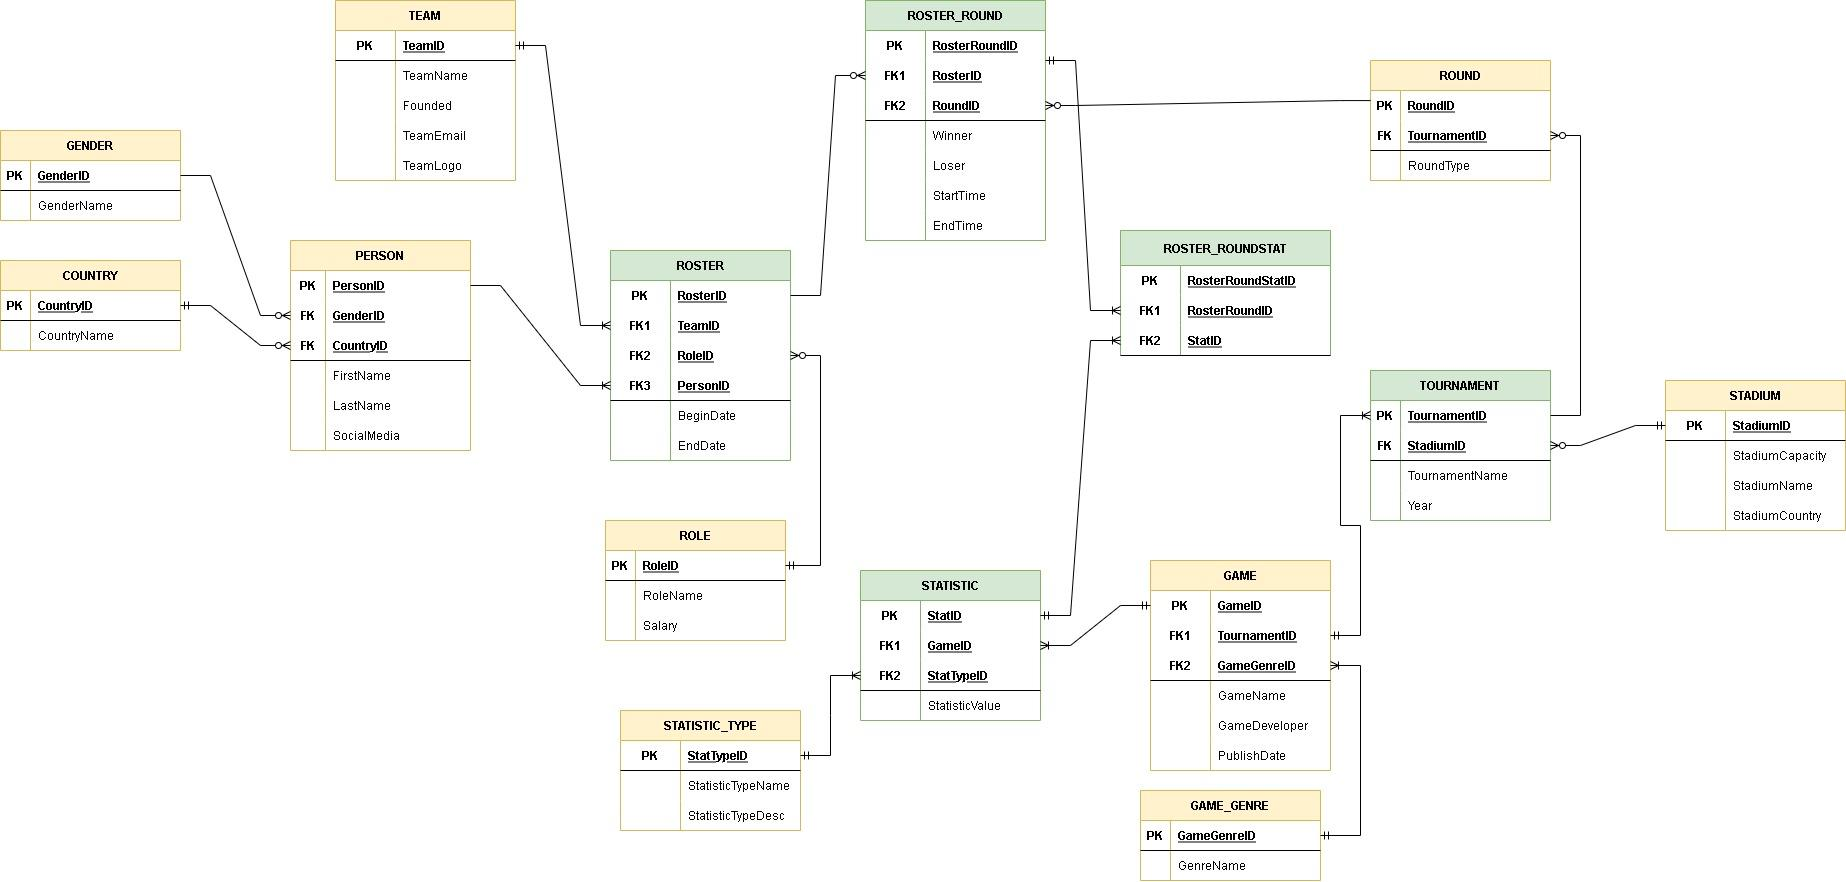 TEAM
PK TeamID
TeamName
Founded
TeamEmail
TeamLogo
ROSTER_ROUND
PK RosterRoundID
FK1 RosterID
FK2 RoundID
Winner
Loser
StartTime
EndTime
ROUND
PK RoundID
FK TournamentID
RoundType
GENDER
PK GenderID
GenderName
COUNTRY
PK CountryID
CountryName
PERSON
PK PersonID
FK GenderID
FK CountryID
FirstName
LastName
SocialMedia
ROSTER
PK RosterID
FK1 TeamID
FK2 RoleID
FK3 PersonID
BeginDate
EndDate
ROSTER_ROUNDSTAT
PK RosterRoundStatID
FK1 RosterRoundID
FK2 StatID
TOURNAMENT
PK TournamentID
FK StadiumID
TournamentName
Year
STADIUM
PK StadiumID
StadiumCapacity
StadiumName
StadiumCountry
ROLE
PK RoleID
RoleName
Salary
STATISTIC
PK StatID
FK1 GameID
FK2 StatTypeID
StatisticValue
GAME
PK GameID
FK1 TournamentID
FK2 GameGenreID
GameName
GameDeveloper
PublishDate
STATISTIC_TYPE
PK StatTypeID
StatisticTypeName
StatisticTypeDesc
GAME_GENRE
PK GameGenreID
GenreName